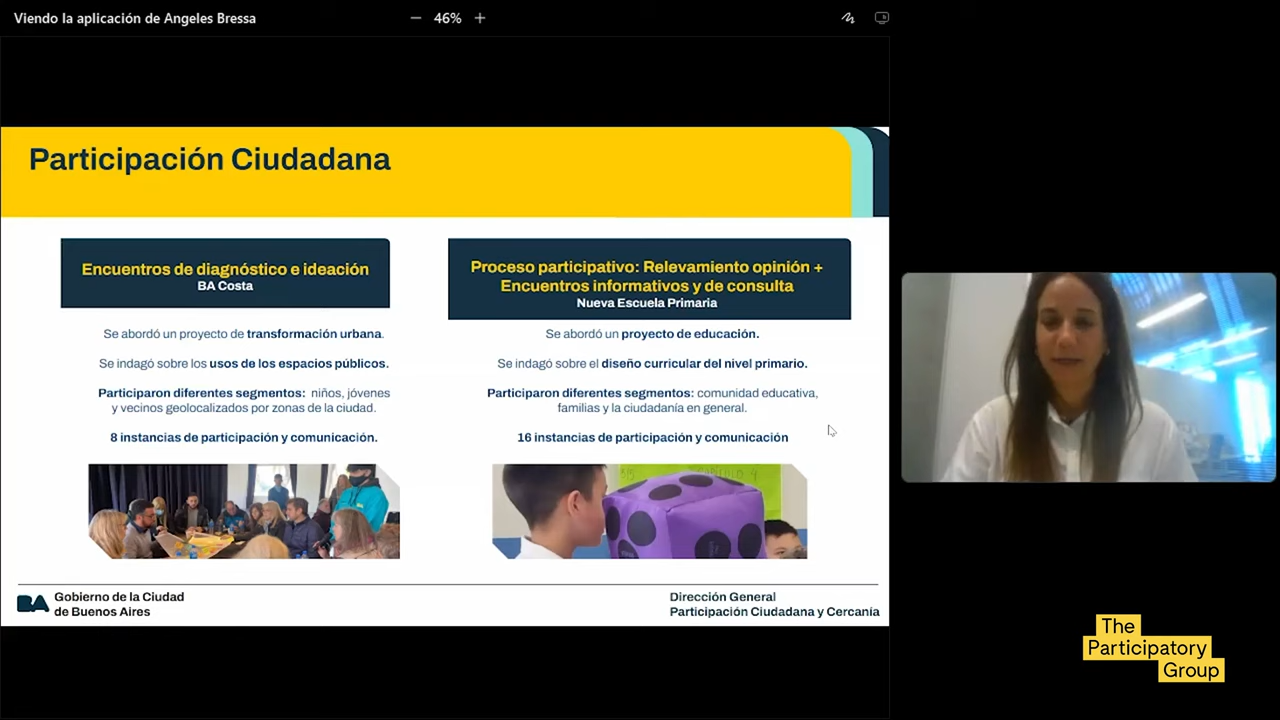 Viendo la aplicación de Angeles Bressa
46%
Participación Ciudadana
Encuentros de diagnóstico e ideación
BA Costa
Se abordó un proyecto de transformación urbana.
Se indagó sobre los usos de los espacios públicos.
Participaron diferentes segmentos: niños, jóvenes
y vecinos geolocalizados por zonas de la ciudad.
8 instancias de participación y comunicación.
Proceso participativo: Relevamiento opinión +
Encuentros informativos y de consulta
Nueva Escuela Primaria
Se abordó un proyecto de educación.
Se indagó sobre el diseño curricular del nivel primario.
Participaron diferentes segmentos: comunidad educativa,
familias y la ciudadanía en general.
16 instancias de participación y comunicación
BA
Gobierno de la Ciudad
de Buenos Aires
Dirección General
Participación Ciudadana y Cercanía
The
Participatory
Group